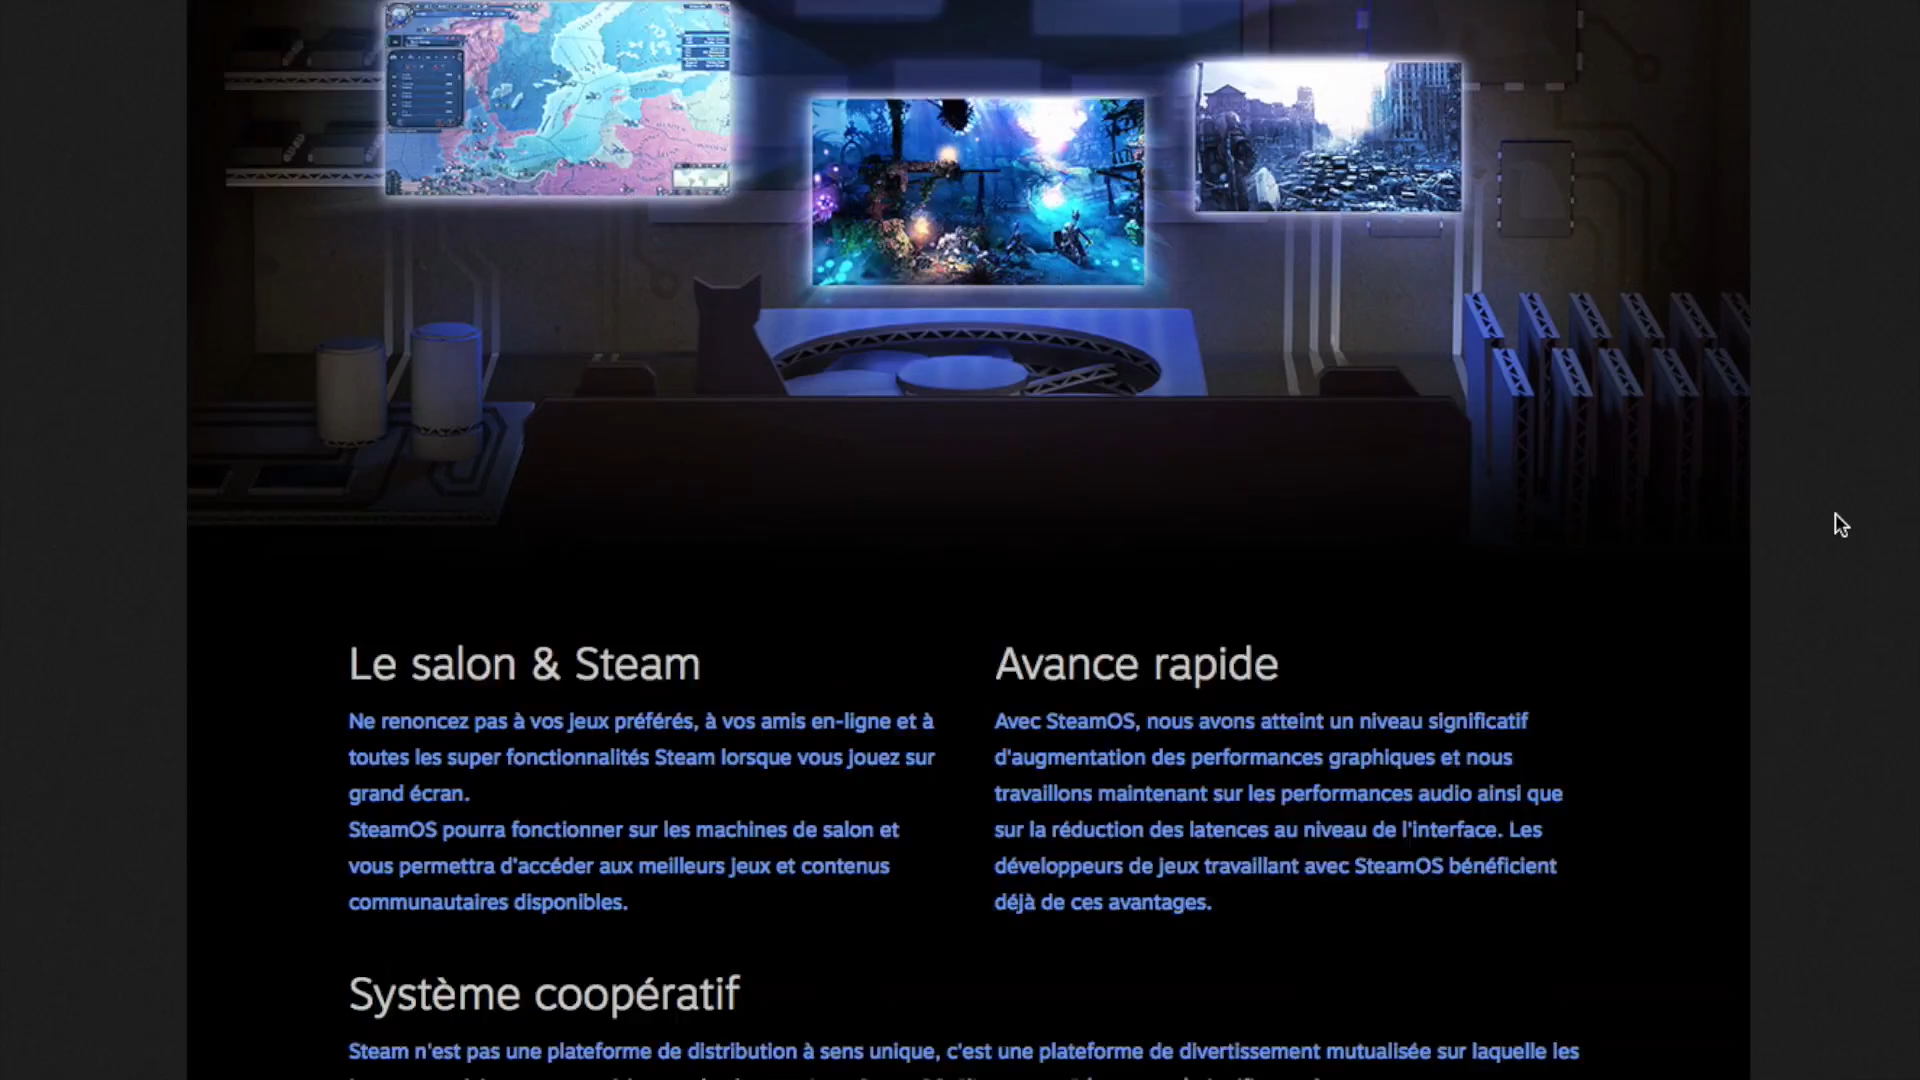 Le salon & Steam
Ne renoncez pas à vos jeux préférés, à vos amis en-ligne et à
toutes les super fonctionnalités Steam lorsque vous jouez sur
grand écran.
SteamOS pourra fonctionner sur les machines de salon et
vous permettra d'accéder aux meilleurs jeux et contenus
communautaires disponibles.
Avance rapide
Avec SteamOS, nous avons atteint un niveau significatif
d'augmentation des performances graphiques et nous
travaillons maintenant sur les performances audio ainsi que
sur la réduction des latences au niveau de l'interface. Les
développeurs de jeux travaillant avec SteamOS bénéficient
déjà de ces avantages.
Système coopératif
Steam n'est pas une plateforme de distribution à sens unique, c'est une plateforme de divertissement mutualisée sur laquelle les